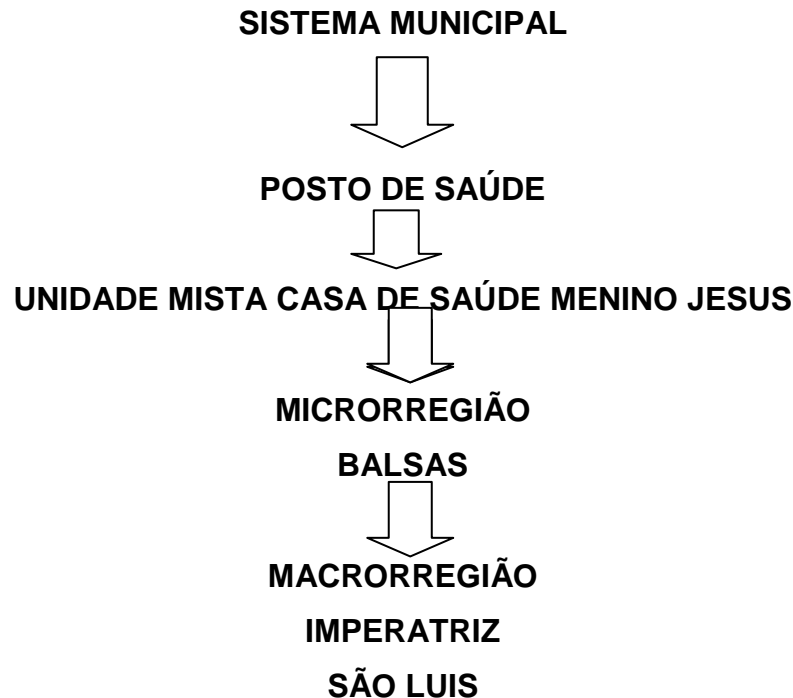 SISTEMA MUNICIPAL
POSTO DE SAÚDE
UNIDADE MISTA CASA DE SAÚDE MENINO JESUS
MICRORREGIÃO
BALSAS
MACRORREGIÃO
IMPERATRIZ
SÃO LUIS